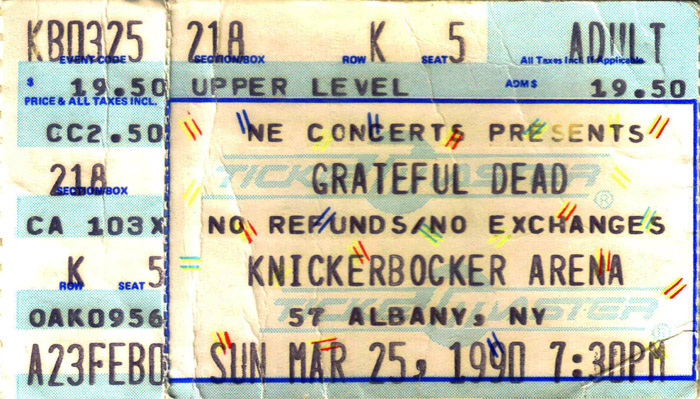 KB0325 218 K 5 ADULT
EVENT CODE SECTION/BOX ROW SEAT All Taxes Incl. If Applicable
$ 19.50 UPPER LEVEL ADM$ 19.50
PRICE & ALL TAXES INCL.
CC2.50 NE CONCERTS PRESENTS
218 GRATEFUL DEAD
SECTION/BOX TICKETMASTER ®
CA 103X NO REFUNDS/NO EXCHANGES
K 5 KNICKERBOCKER ARENA
ROW SEAT
OAK0956 57 ALBANY, NY
TICKETMASTER ®
A23FEB0 SUN MAR 25, 1990 7:30PM